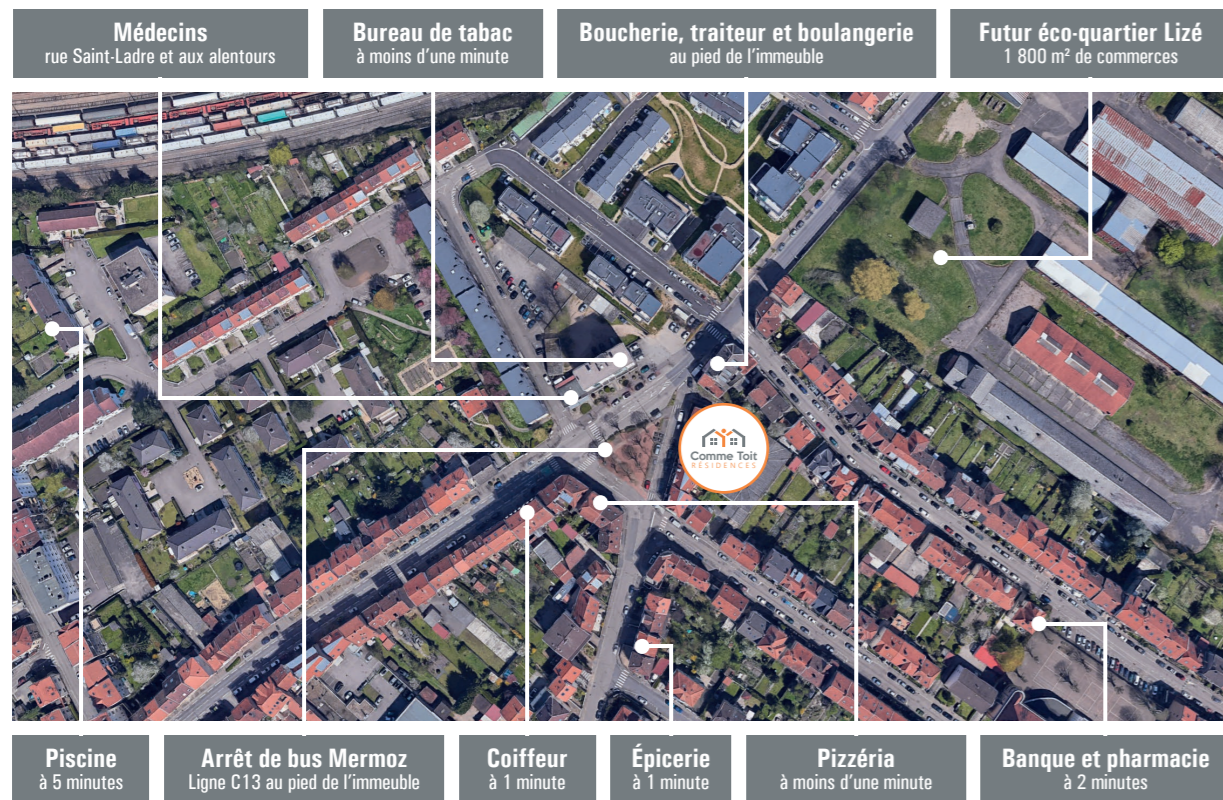 Médecins
rue Saint-Ladre et aux alentours
Bureau de tabac
à moins d'une minute
Boucherie, traiteur et boulangerie
au pied de l'immeuble
Futur éco-quartier Lizé
1 800 m² de commerces
Comme Toit
RÉSIDENCES
Piscine
à 5 minutes
Arrêt de bus Mermoz
Ligne C13 au pied de l'immeuble
Coiffeur
à 1 minute
Épicerie
à 1 minute
Pizzéria
à moins d'une minute
Banque et pharmacie
à 2 minutes